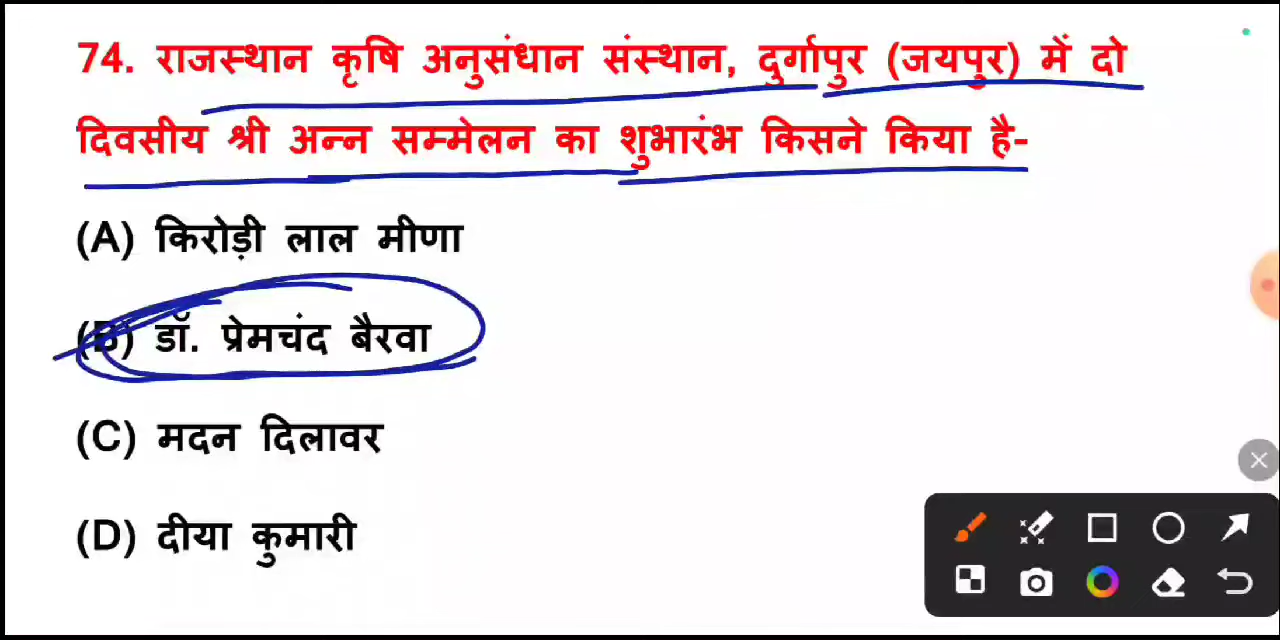 74. राजस्थान कृषि अनुसंधान संस्थान, दुर्गापुर (जयपुर) में दो
दिवसीय श्री अन्न सम्मेलन का शुभारंभ किसने किया है-
(A) किरोड़ी लाल मीणा
(B) डॉ. प्रेमचंद बैरवा
(C) मदन दिलावर
(D) दीया कुमारी